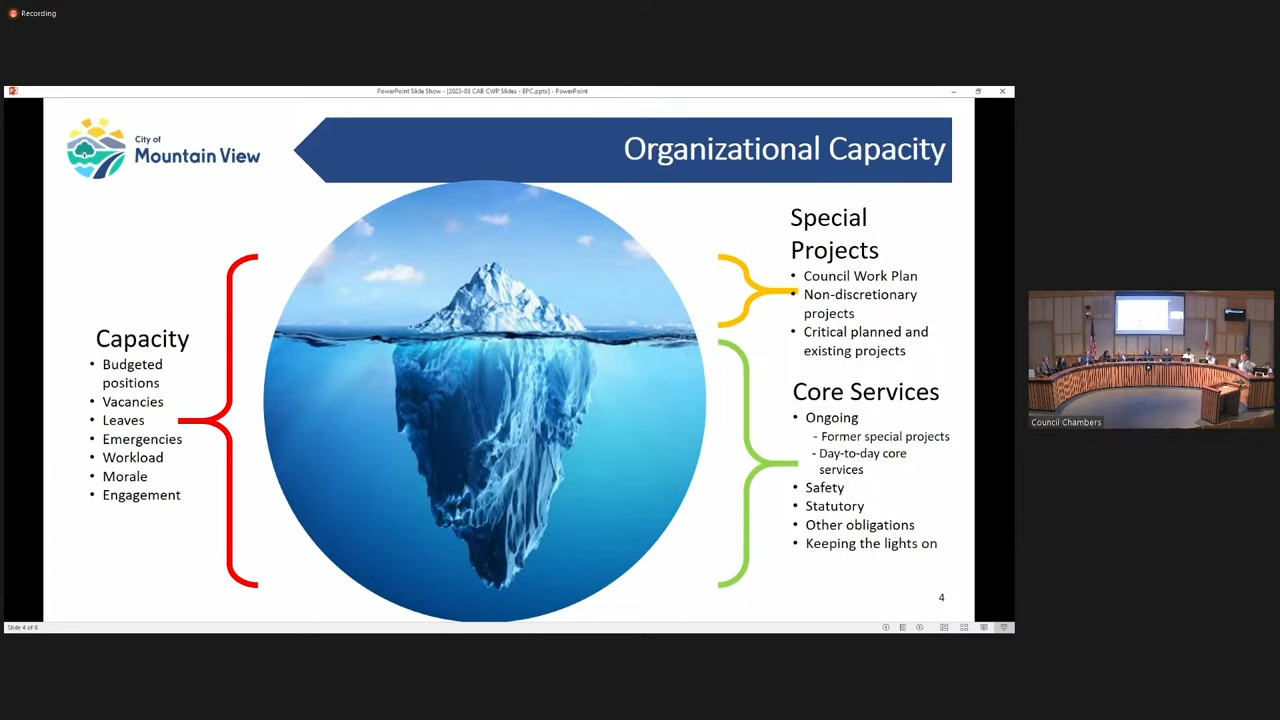 Recording
PowerPoint Slide Show - [2023-03 CAB CWP Slides - EPC.pptx] - PowerPoint
City of
Mountain View
Organizational Capacity
Special
Projects
• Council Work Plan
• Non-discretionary
projects
• Critical planned and
existing projects
Capacity
• Budgeted
positions
• Vacancies
• Leaves
• Emergencies
• Workload
• Morale
• Engagement
Core Services
• Ongoing
- Former special projects
- Day-to-day core
services
• Safety
• Statutory
• Other obligations
• Keeping the lights on
4
Slide 4 of 6
Council Chambers